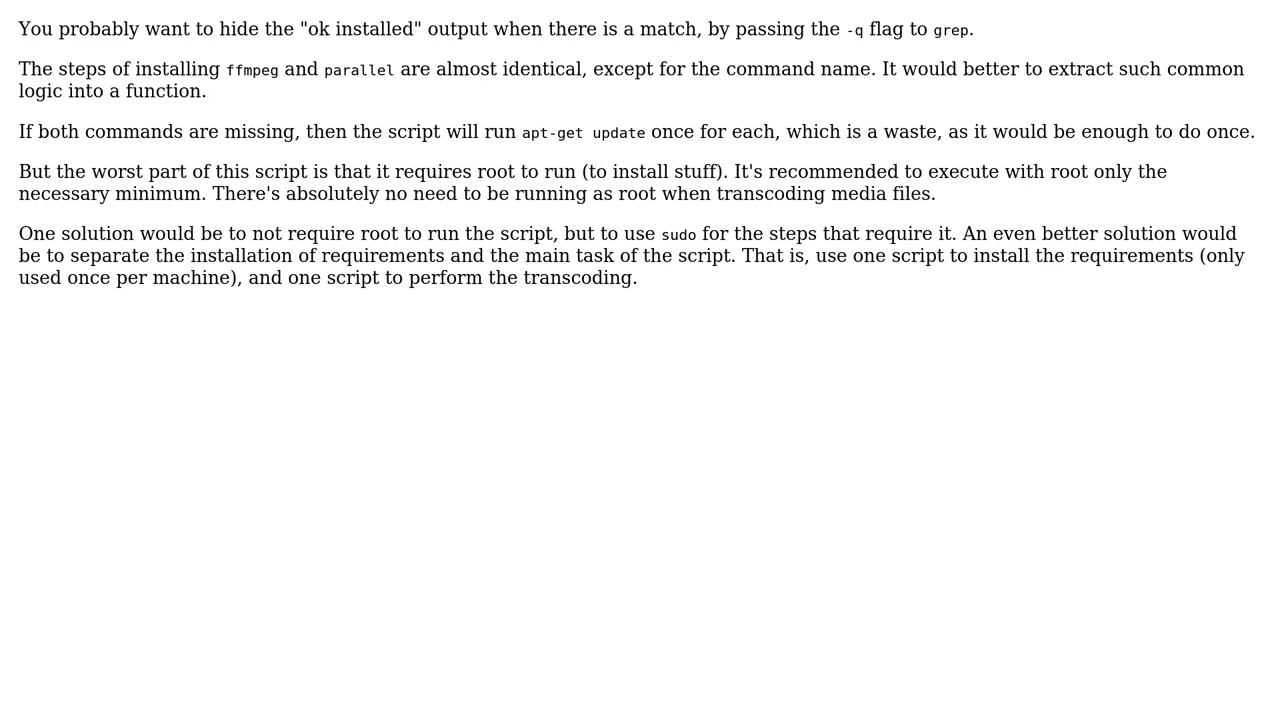 You probably want to hide the "ok installed" output when there is a match, by passing the -q flag to grep.
The steps of installing ffmpeg and parallel are almost identical, except for the command name. It would better to extract such common
logic into a function.
If both commands are missing, then the script will run apt-get update once for each, which is a waste, as it would be enough to do once.
But the worst part of this script is that it requires root to run (to install stuff). It's recommended to execute with root only the
necessary minimum. There's absolutely no need to be running as root when transcoding media files.
One solution would be to not require root to run the script, but to use sudo for the steps that require it. An even better solution would
be to separate the installation of requirements and the main task of the script. That is, use one script to install the requirements (only
used once per machine), and one script to perform the transcoding.